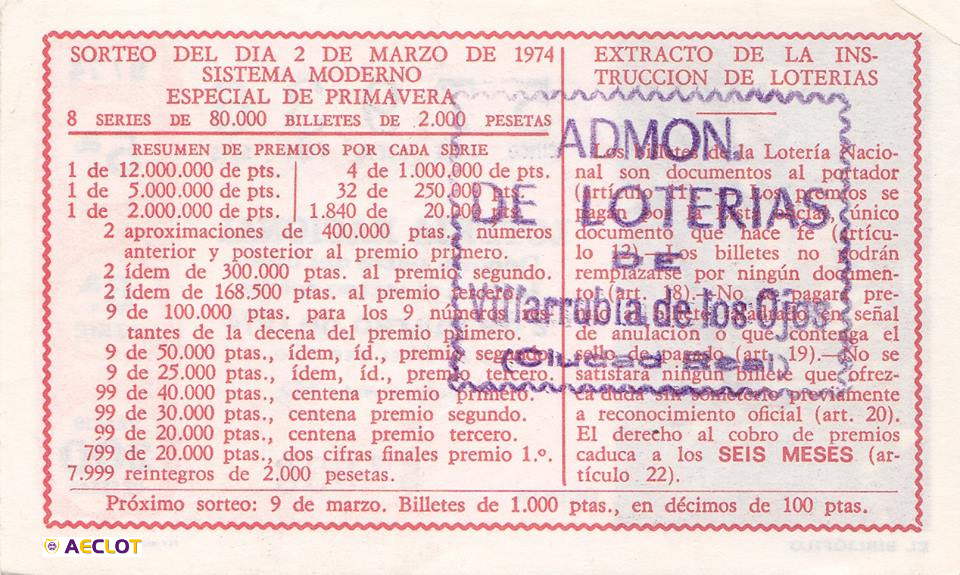 SORTEO DEL DIA 2 DE MARZO DE 1974
SISTEMA MODERNO
ESPECIAL DE PRIMAVERA
8 SERIES DE 80.000 BILLETES DE 2.000 PESETAS
RESUMEN DE PREMIOS POR CADA SERIE
1 de 12.000.000 de pts.
1 de 5.000.000 de pts.
1 de 2.000.000 de pts.
4 de 1.000.000 de pts.
32 de 250.000 pts.
1.840 de 20.000 pts.
2 aproximaciones de 400.000 ptas., números
anterior y posterior al premio primero.
2 ídem de 300.000 ptas. al premio segundo.
2 ídem de 168.500 ptas. al premio tercero.
9 de 100.000 ptas. para los 9 números res-
tantes de la decena del premio primero.
9 de 50.000 ptas., ídem, íd., premio segundo.
9 de 25.000 ptas., ídem, íd., premio tercero.
99 de 40.000 ptas., centena premio primero.
99 de 30.000 ptas., centena premio segundo.
99 de 20.000 ptas., centena premio tercero.
799 de 20.000 ptas., dos cifras finales premio 1.º.
7.999 reintegros de 2.000 pesetas.
EXTRACTO DE LA INS-
TRUCCION DE LOTERIAS
Los billetes de la Lotería Nacio-
nal son documentos al portador
(artículo 11).— Los premios se
pagan por la lista oficial, único
documento que hace fe (artícu-
lo 12).— Los billetes no podrán
remplazarse por ningún documen-
to (art. 18).—No se pagará pre-
mio al billete taladrado en señal
de anulación o que contenga el
sello de pagado (art. 19).—No se
satisfará ningún billete que ofrez-
ca duda sin someterlo previamente
a reconocimiento oficial (art. 20).
El derecho al cobro de premios
caduca a los SEIS MESES (ar-
tículo 22).
Próximo sorteo: 9 de marzo. Billetes de 1.000 ptas., en décimos de 100 ptas.
ADMON.
DE LOTERIAS
DE
Villarrubia de los Ojos
(Ciudad Real)
AECLOT